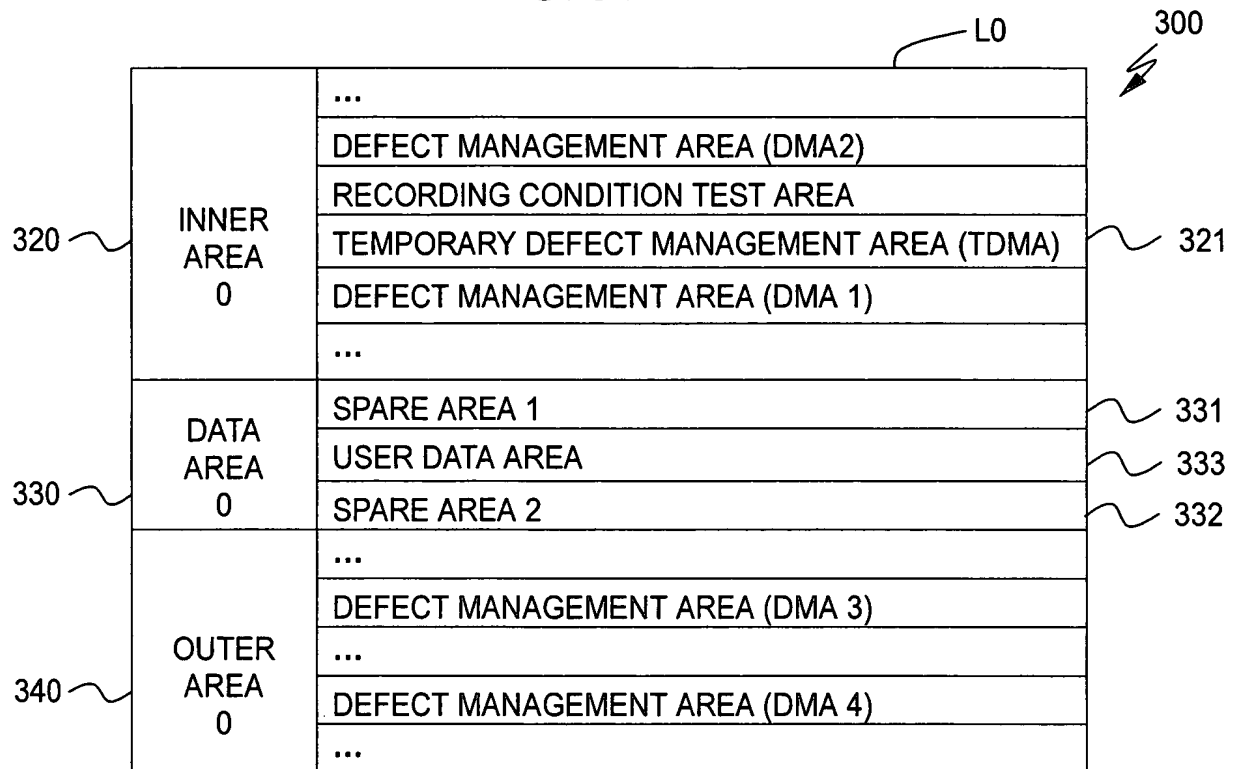 L0
300
...
DEFECT MANAGEMENT AREA (DMA2)
RECORDING CONDITION TEST AREA
320
INNER
AREA
0
TEMPORARY DEFECT MANAGEMENT AREA (TDMA)
321
DEFECT MANAGEMENT AREA (DMA 1)
...
330
DATA
AREA
0
SPARE AREA 1
331
USER DATA AREA
333
SPARE AREA 2
332
...
DEFECT MANAGEMENT AREA (DMA 3)
340
OUTER
AREA
0
...
DEFECT MANAGEMENT AREA (DMA 4)
...